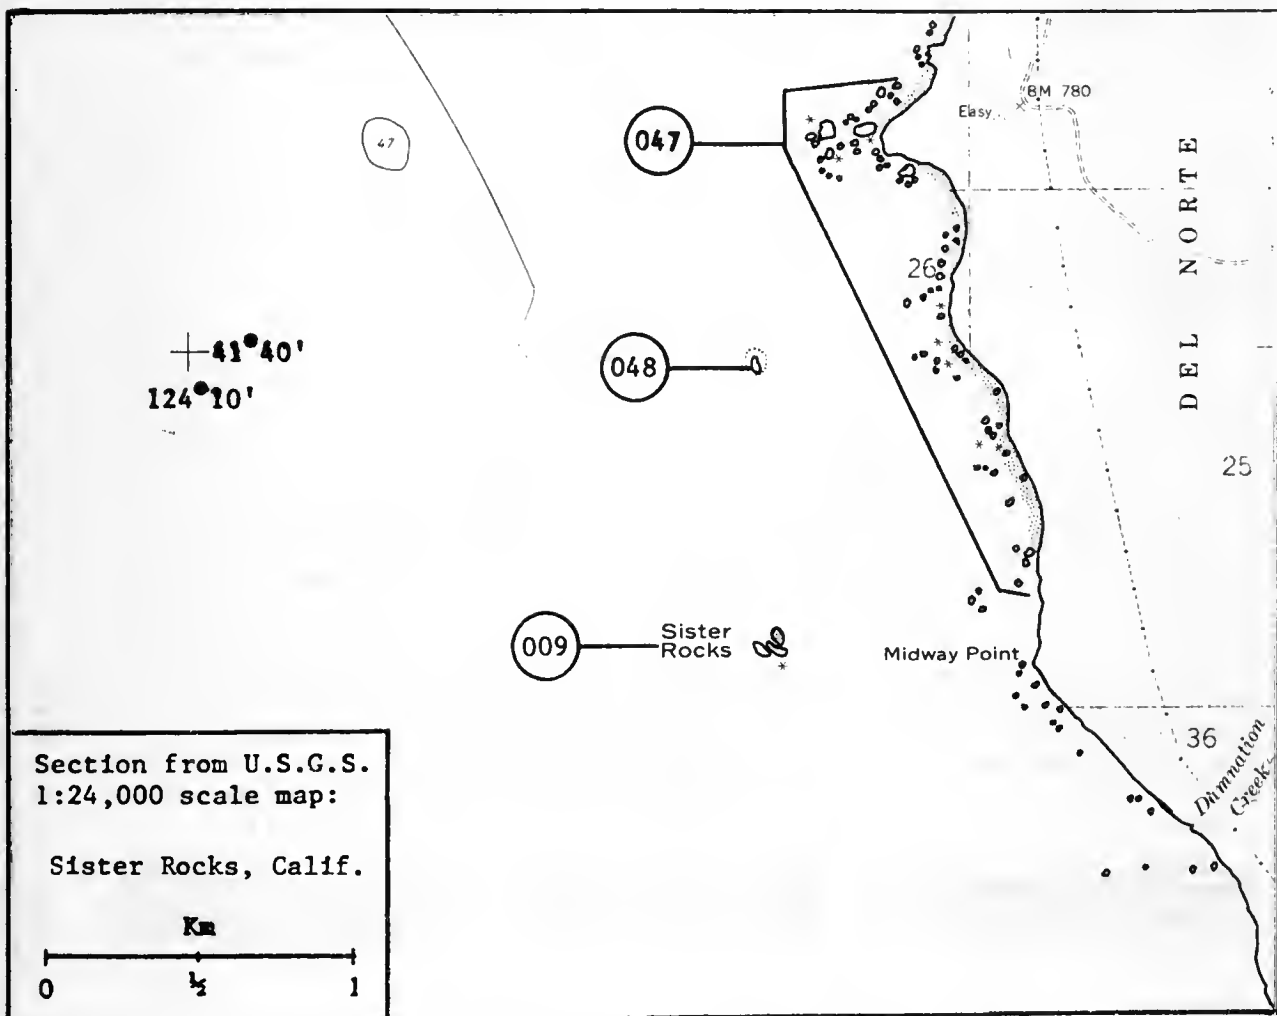 BM 780
Easy
047
47
DEL NORTE
26
41°40'
048
124°10'
25
Sister
Rocks
009
Midway Point
36
Damnation
Creek
Section from U.S.G.S.
1:24,000 scale map:
Sister Rocks, Calif.
Km
0 ½ 1